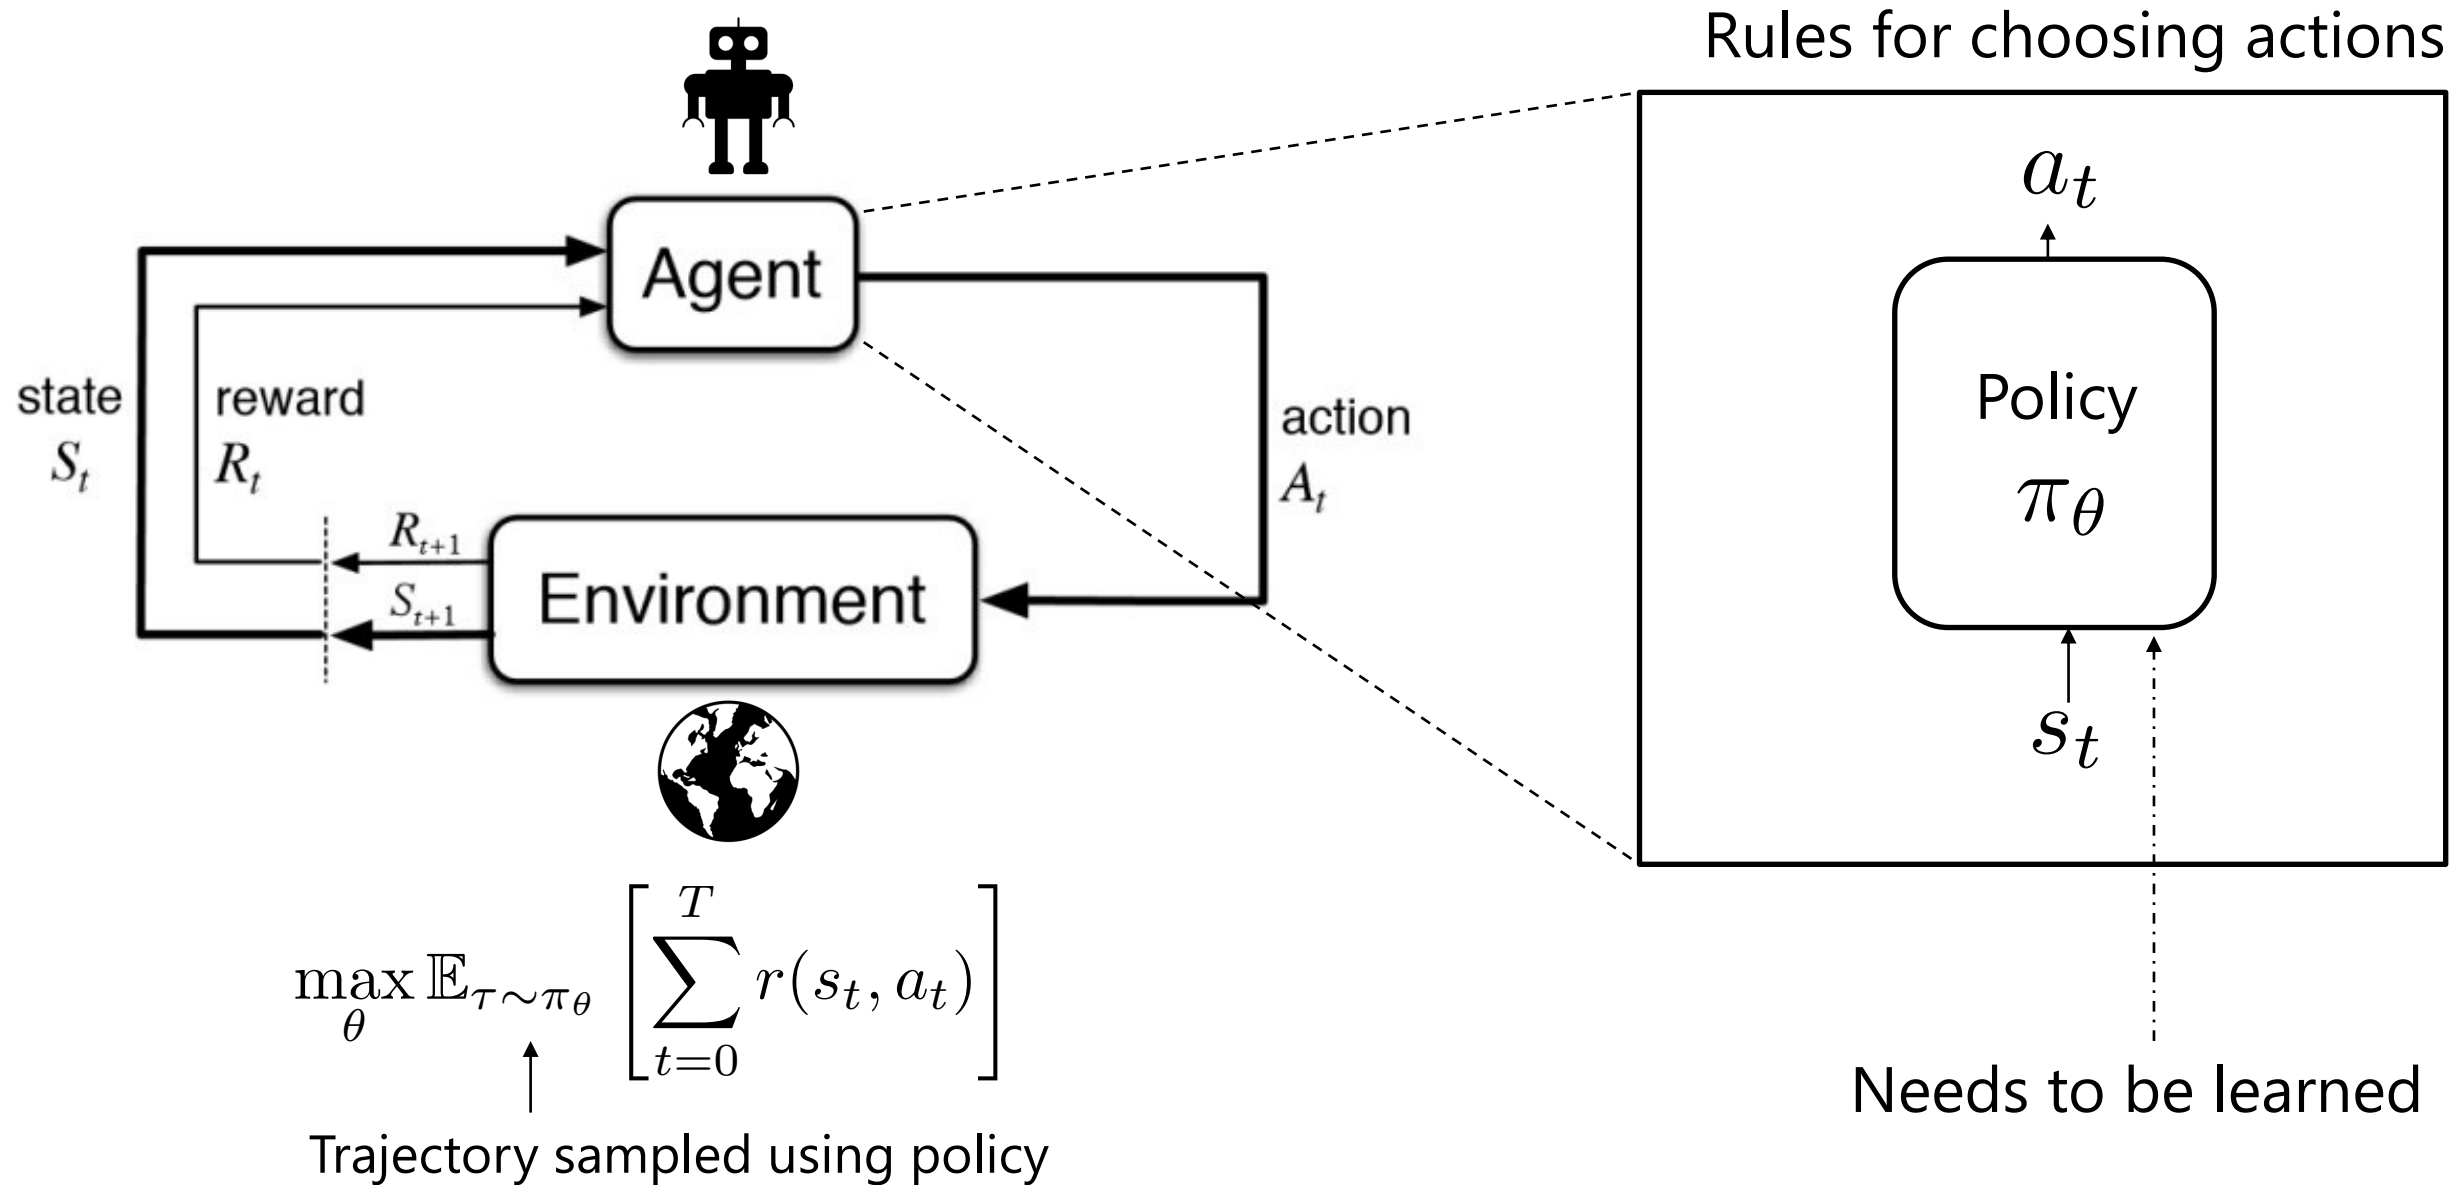 Rules for choosing actions
Agent
state
S_t
reward
R_t
action
A_t
R_{t+1}
S_{t+1}
Environment
a_t
Policy
π_θ
s_t
max_θ 𝔼_{τ∼π_θ} [∑_{t=0}^{T} r(s_t, a_t)]
Trajectory sampled using policy
Needs to be learned